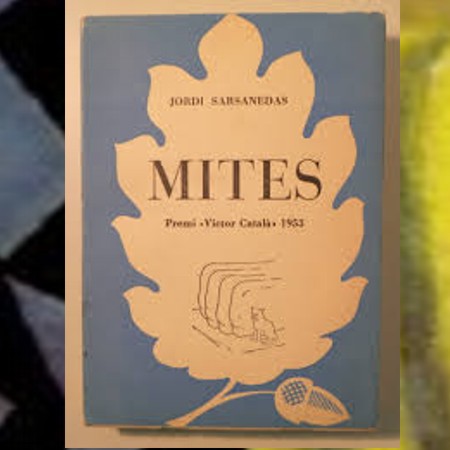 JORDI SARSANEDAS
MITES
Premi «Víctor Català» 1953